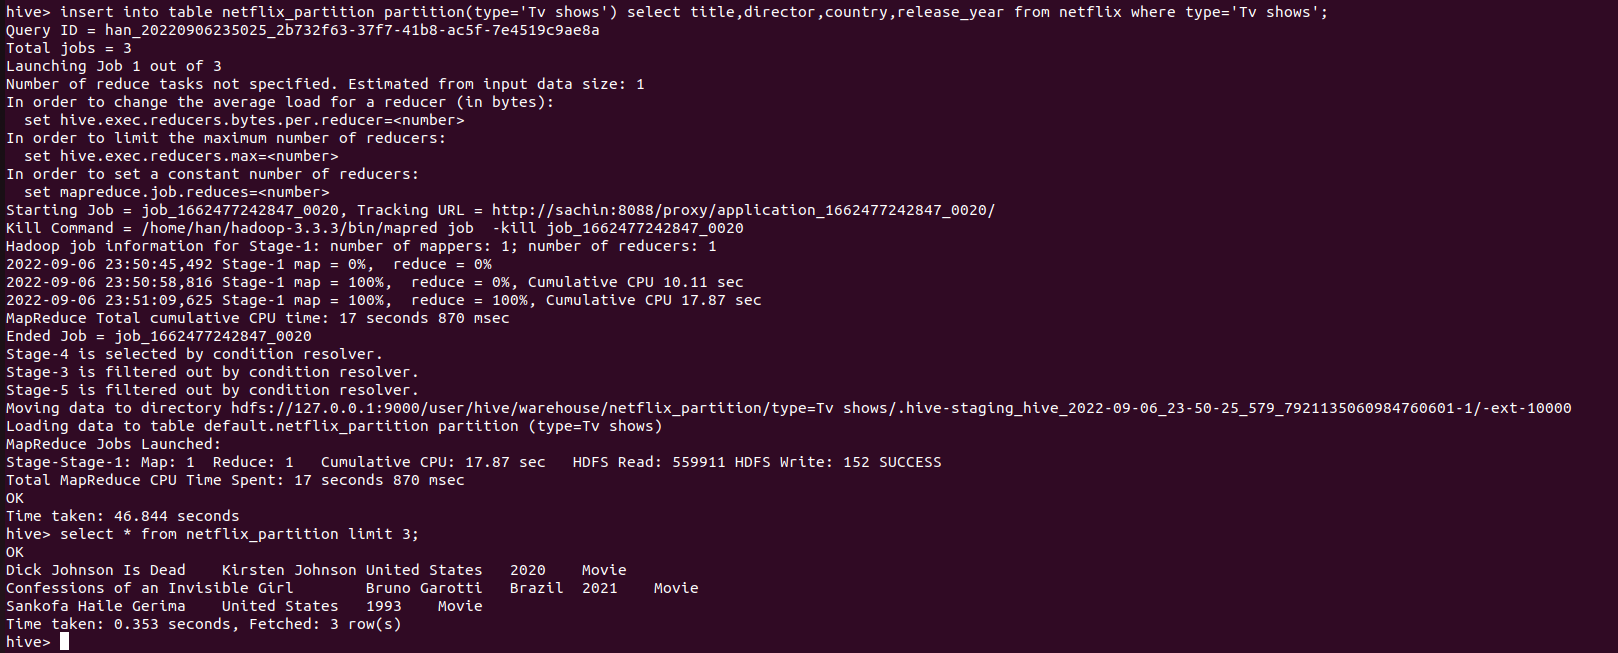 hive> insert into table netflix_partition partition(type='Tv shows') select title,director,country,release_year from netflix where type='Tv shows';
Query ID = han_20220906235025_2b732f63-37f7-41b8-ac5f-7e4519c9ae8a
Total jobs = 3
Launching Job 1 out of 3
Number of reduce tasks not specified. Estimated from input data size: 1
In order to change the average load for a reducer (in bytes):
  set hive.exec.reducers.bytes.per.reducer=<number>
In order to limit the maximum number of reducers:
  set hive.exec.reducers.max=<number>
In order to set a constant number of reducers:
  set mapreduce.job.reduces=<number>
Starting Job = job_1662477242847_0020, Tracking URL = http://sachin:8088/proxy/application_1662477242847_0020/
Kill Command = /home/han/hadoop-3.3.3/bin/mapred job  -kill job_1662477242847_0020
Hadoop job information for Stage-1: number of mappers: 1; number of reducers: 1
2022-09-06 23:50:45,492 Stage-1 map = 0%,  reduce = 0%
2022-09-06 23:50:58,816 Stage-1 map = 100%,  reduce = 0%, Cumulative CPU 10.11 sec
2022-09-06 23:51:09,625 Stage-1 map = 100%,  reduce = 100%, Cumulative CPU 17.87 sec
MapReduce Total cumulative CPU time: 17 seconds 870 msec
Ended Job = job_1662477242847_0020
Stage-4 is selected by condition resolver.
Stage-3 is filtered out by condition resolver.
Stage-5 is filtered out by condition resolver.
Moving data to directory hdfs://127.0.0.1:9000/user/hive/warehouse/netflix_partition/type=Tv shows/.hive-staging_hive_2022-09-06_23-50-25_579_7921135060984760601-1/-ext-10000
Loading data to table default.netflix_partition partition (type=Tv shows)
MapReduce Jobs Launched:
Stage-Stage-1: Map: 1  Reduce: 1   Cumulative CPU: 17.87 sec   HDFS Read: 559911 HDFS Write: 152 SUCCESS
Total MapReduce CPU Time Spent: 17 seconds 870 msec
OK
Time taken: 46.844 seconds
hive> select * from netflix_partition limit 3;
OK
Dick Johnson Is Dead    Kirsten Johnson United States   2020    Movie
Confessions of an Invisible Girl        Bruno Garotti   Brazil  2021    Movie
Sankofa Haile Gerima    United States   1993    Movie
Time taken: 0.353 seconds, Fetched: 3 row(s)
hive>